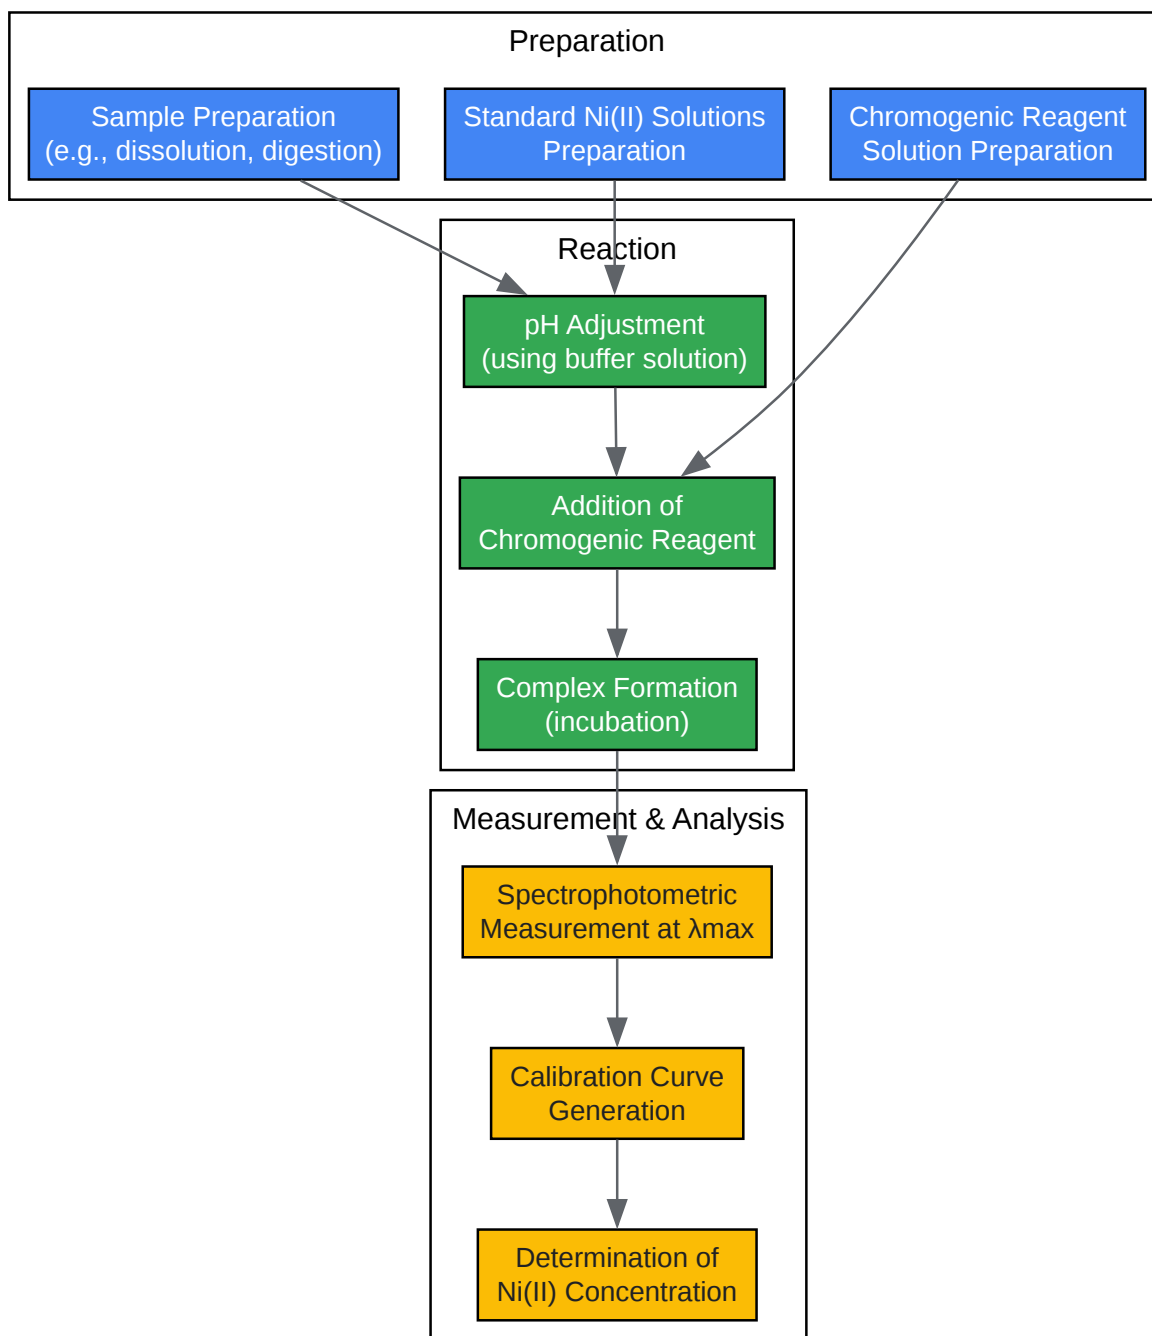 Preparation
Sample Preparation
(e.g., dissolution, digestion)
Standard Ni(II) Solutions
Preparation
Chromogenic Reagent
Solution Preparation
Reaction
pH Adjustment
(using buffer solution)
Addition of
Chromogenic Reagent
Complex Formation
(incubation)
Measurement & Analysis
Spectrophotometric
Measurement at λmax
Calibration Curve
Generation
Determination of
Ni(II) Concentration